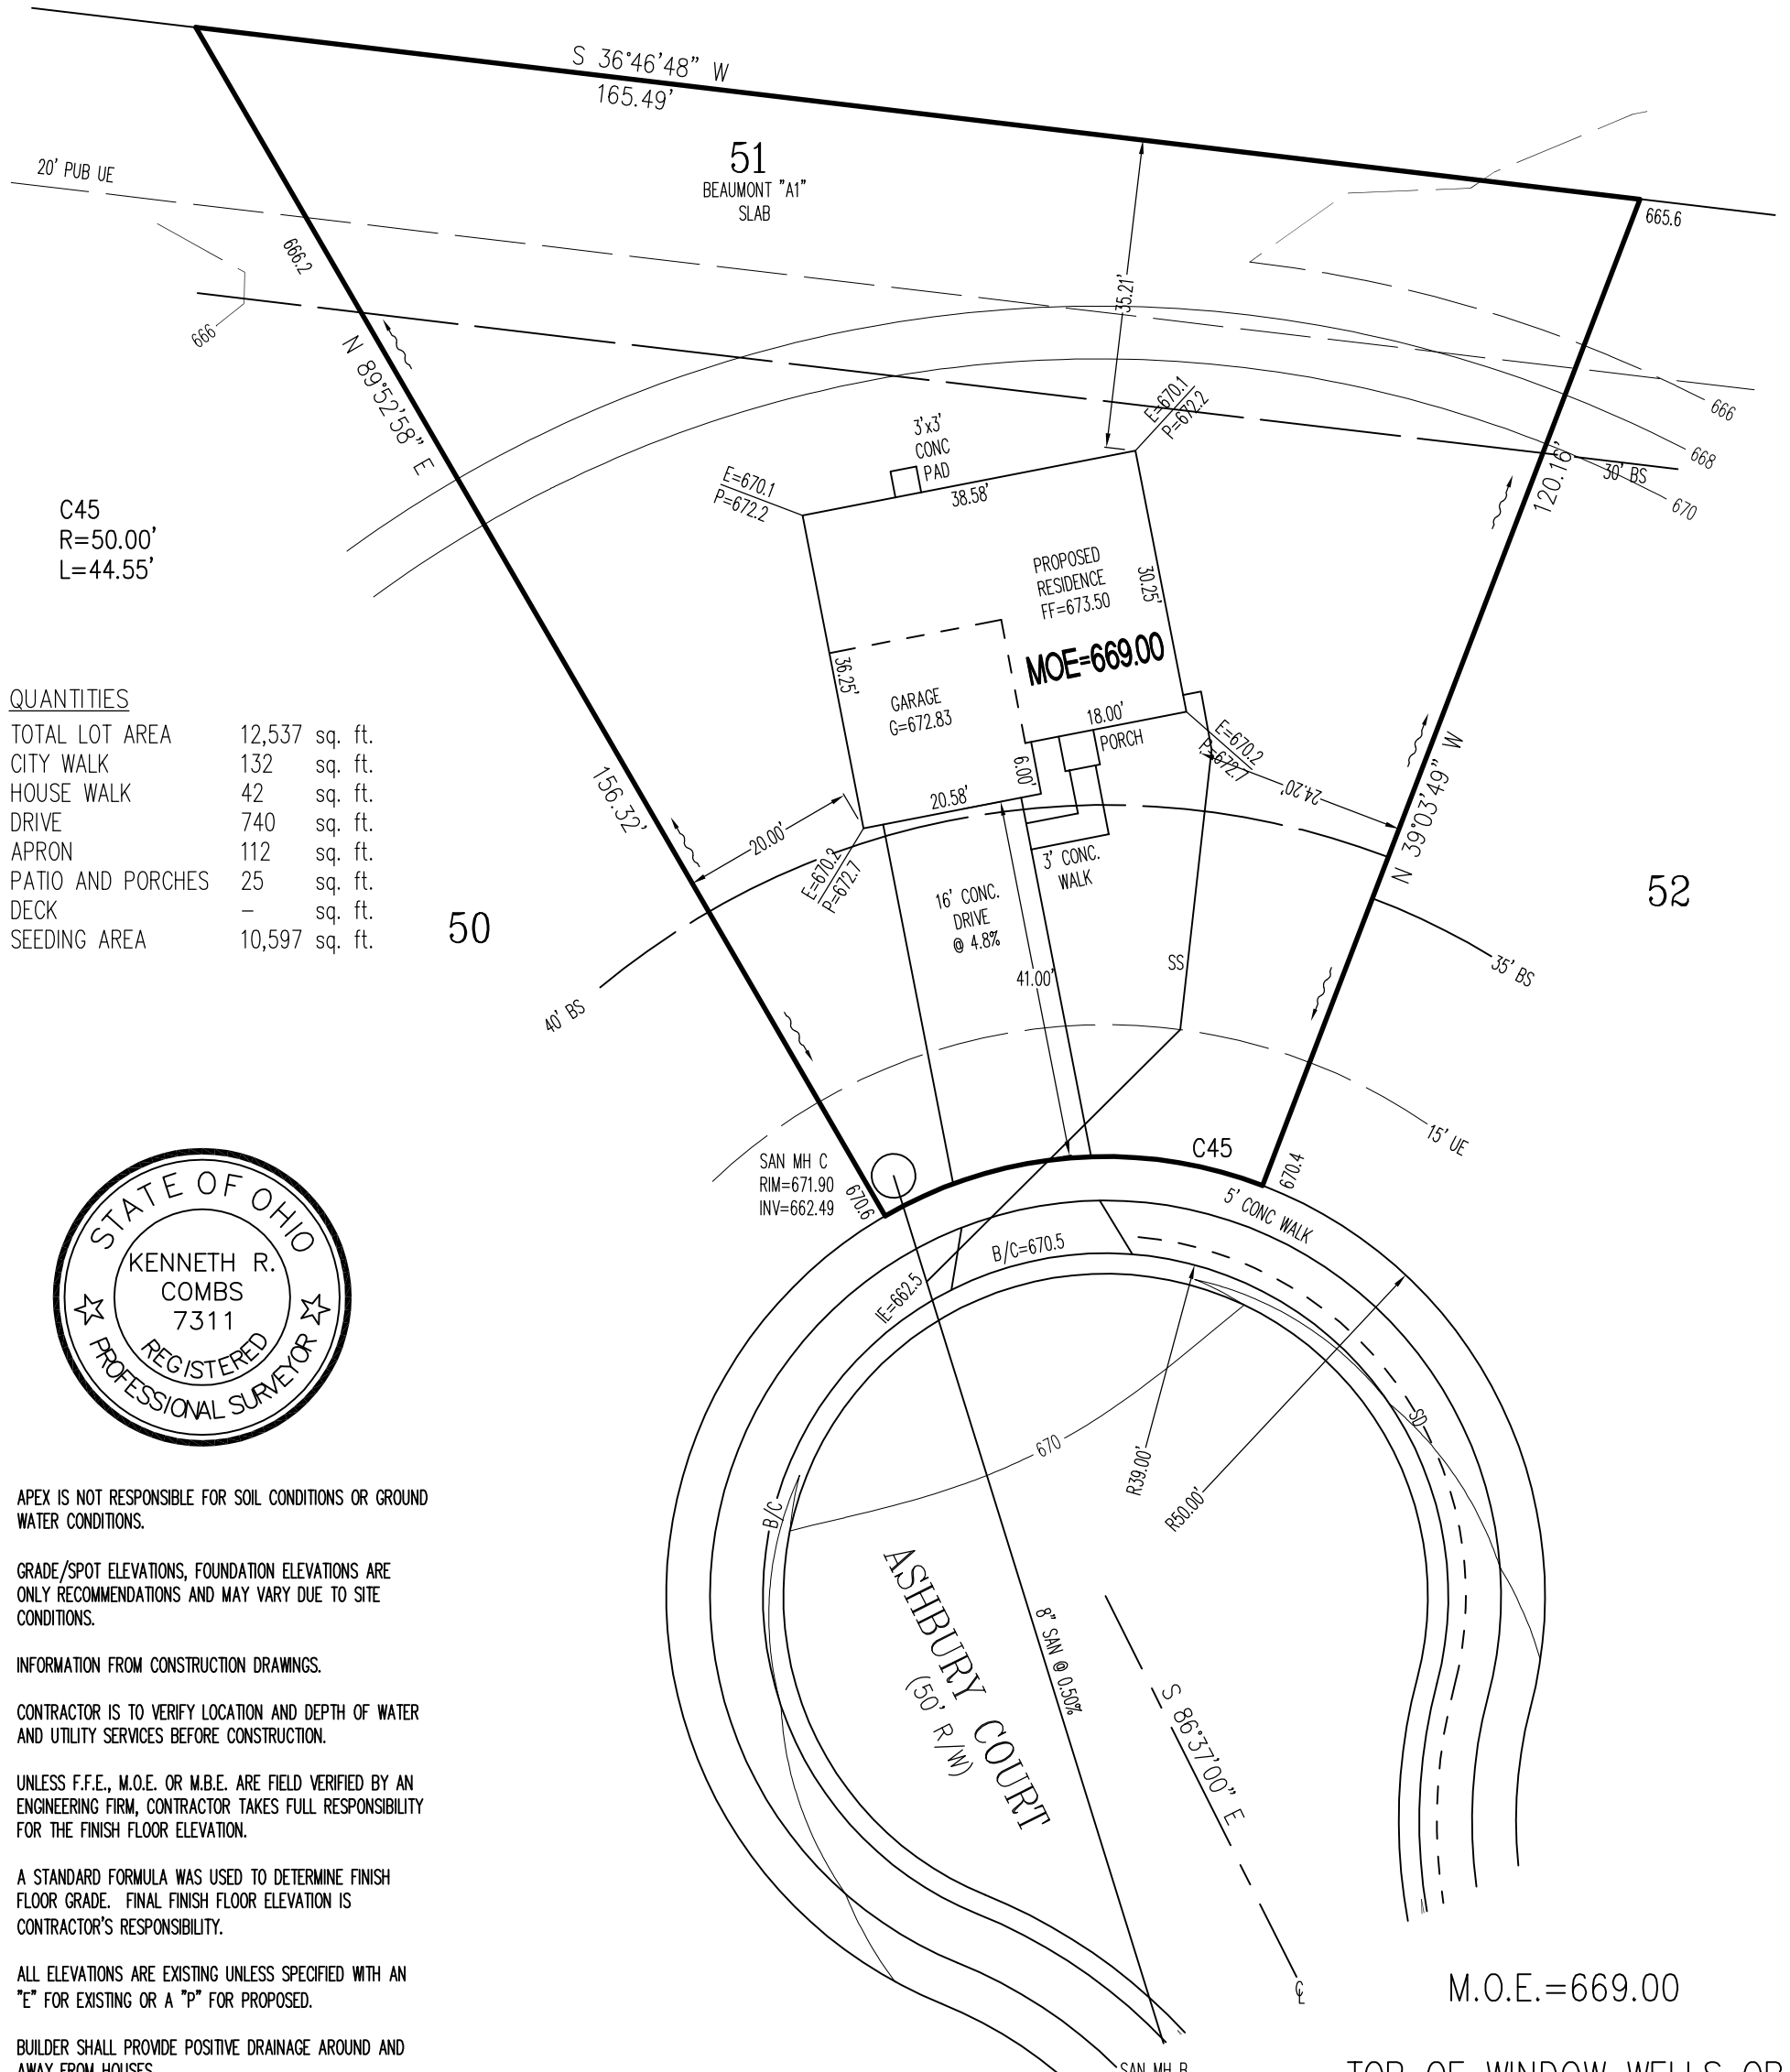 S 36°46'48" W
165.49'
20' PUB UE
51
BEAUMONT "A1"
SLAB
665.6
666.2
666
35.21'
N 89°52'58" E
E=670.1
P=672.2
3'x3'
CONC
PAD
38.58'
E=670.1
P=672.2
666
668
30' BS
670
120.16'
C45
R=50.00'
L=44.55'
PROPOSED
RESIDENCE
FF=673.50
30.25'
MOE=669.00
36.25'
GARAGE
G=672.83
18.00'
PORCH
6.00'
20.58'
E=670.2
P=672.7
24.20'
N 39°03'49" W
QUANTITIES
TOTAL LOT AREA 12,537 sq. ft.
CITY WALK 132 sq. ft.
HOUSE WALK 42 sq. ft.
DRIVE 740 sq. ft.
APRON 112 sq. ft.
PATIO AND PORCHES 25 sq. ft.
DECK – sq. ft.
SEEDING AREA 10,597 sq. ft.
156.32'
20.00'
E=670.2
P=672.7
3' CONC.
WALK
16' CONC.
DRIVE
@ 4.8%
41.00'
SS
50
52
40' BS
35' BS
15' UE
C45
SAN MH C
RIM=671.90
INV=662.49
670.6
670.4
5' CONC WALK
B/C=670.5
IE=662.5
STATE OF OHIO
KENNETH R.
COMBS
7311
REGISTERED
PROFESSIONAL SURVEYOR
670
R39.00'
R50.00'
SD
B/C
ASHBURY COURT
(50' R/W)
8" SAN @ 0.50%
S 86°37'00" E
APEX IS NOT RESPONSIBLE FOR SOIL CONDITIONS OR GROUND
WATER CONDITIONS.
GRADE/SPOT ELEVATIONS, FOUNDATION ELEVATIONS ARE
ONLY RECOMMENDATIONS AND MAY VARY DUE TO SITE
CONDITIONS.
INFORMATION FROM CONSTRUCTION DRAWINGS.
CONTRACTOR IS TO VERIFY LOCATION AND DEPTH OF WATER
AND UTILITY SERVICES BEFORE CONSTRUCTION.
UNLESS F.F.E., M.O.E. OR M.B.E. ARE FIELD VERIFIED BY AN
ENGINEERING FIRM, CONTRACTOR TAKES FULL RESPONSIBILITY
FOR THE FINISH FLOOR ELEVATION.
A STANDARD FORMULA WAS USED TO DETERMINE FINISH
FLOOR GRADE. FINAL FINISH FLOOR ELEVATION IS
CONTRACTOR'S RESPONSIBILITY.
ALL ELEVATIONS ARE EXISTING UNLESS SPECIFIED WITH AN
"E" FOR EXISTING OR A "P" FOR PROPOSED.
BUILDER SHALL PROVIDE POSITIVE DRAINAGE AROUND AND
AWAY FROM HOUSES.
℄
M.O.E.=669.00
SAN MH B
TOP OF WINDOW WELLS OR